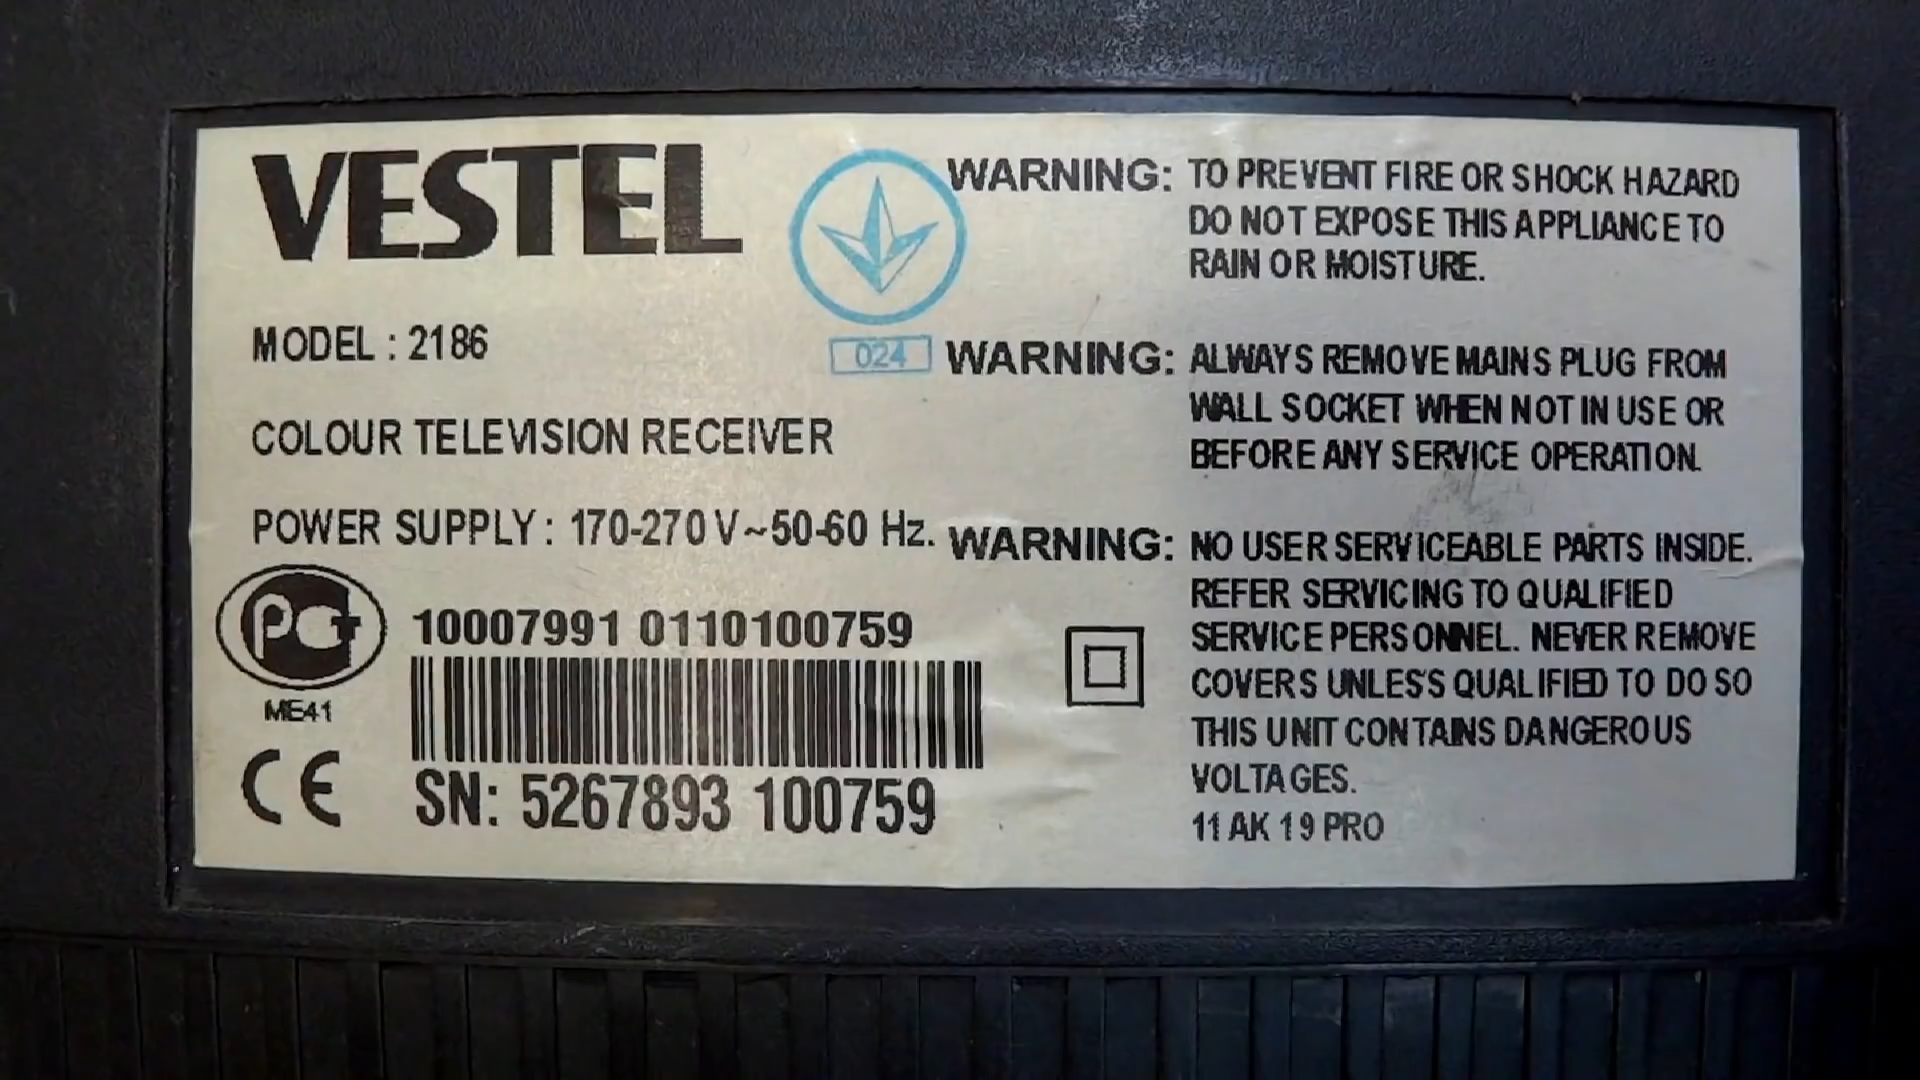 VESTEL
MODEL : 2186
COLOUR TELEVISION RECEIVER
POWER SUPPLY : 170-270 V~50-60 Hz.
РСТ
ME41
CE
10007991 0110100759
SN: 5267893 100759
024
WARNING: TO PREVENT FIRE OR SHOCK HAZARD
DO NOT EXPOSE THIS APPLIANCE TO
RAIN OR MOISTURE.
WARNING: ALWAYS REMOVE MAINS PLUG FROM
WALL SOCKET WHEN NOT IN USE OR
BEFORE ANY SERVICE OPERATION.
WARNING: NO USER SERVICEABLE PARTS INSIDE.
REFER SERVICING TO QUALIFIED
SERVICE PERSONNEL. NEVER REMOVE
COVERS UNLESS QUALIFIED TO DO SO
THIS UNIT CONTAINS DANGEROUS
VOLTAGES.
11 AK 19 PRO